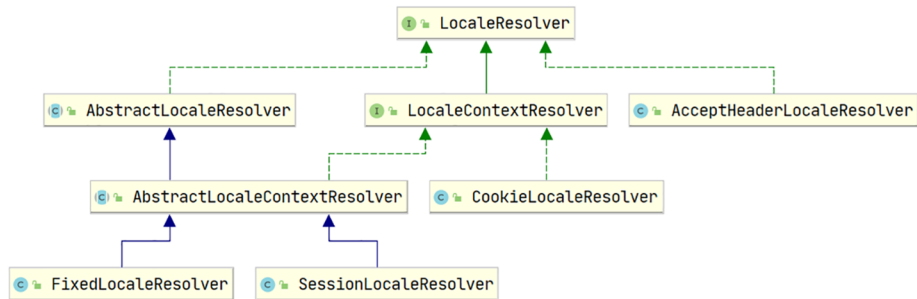 LocaleResolver
AbstractLocaleResolver
LocaleContextResolver
AcceptHeaderLocaleResolver
AbstractLocaleContextResolver
CookieLocaleResolver
FixedLocaleResolver
SessionLocaleResolver